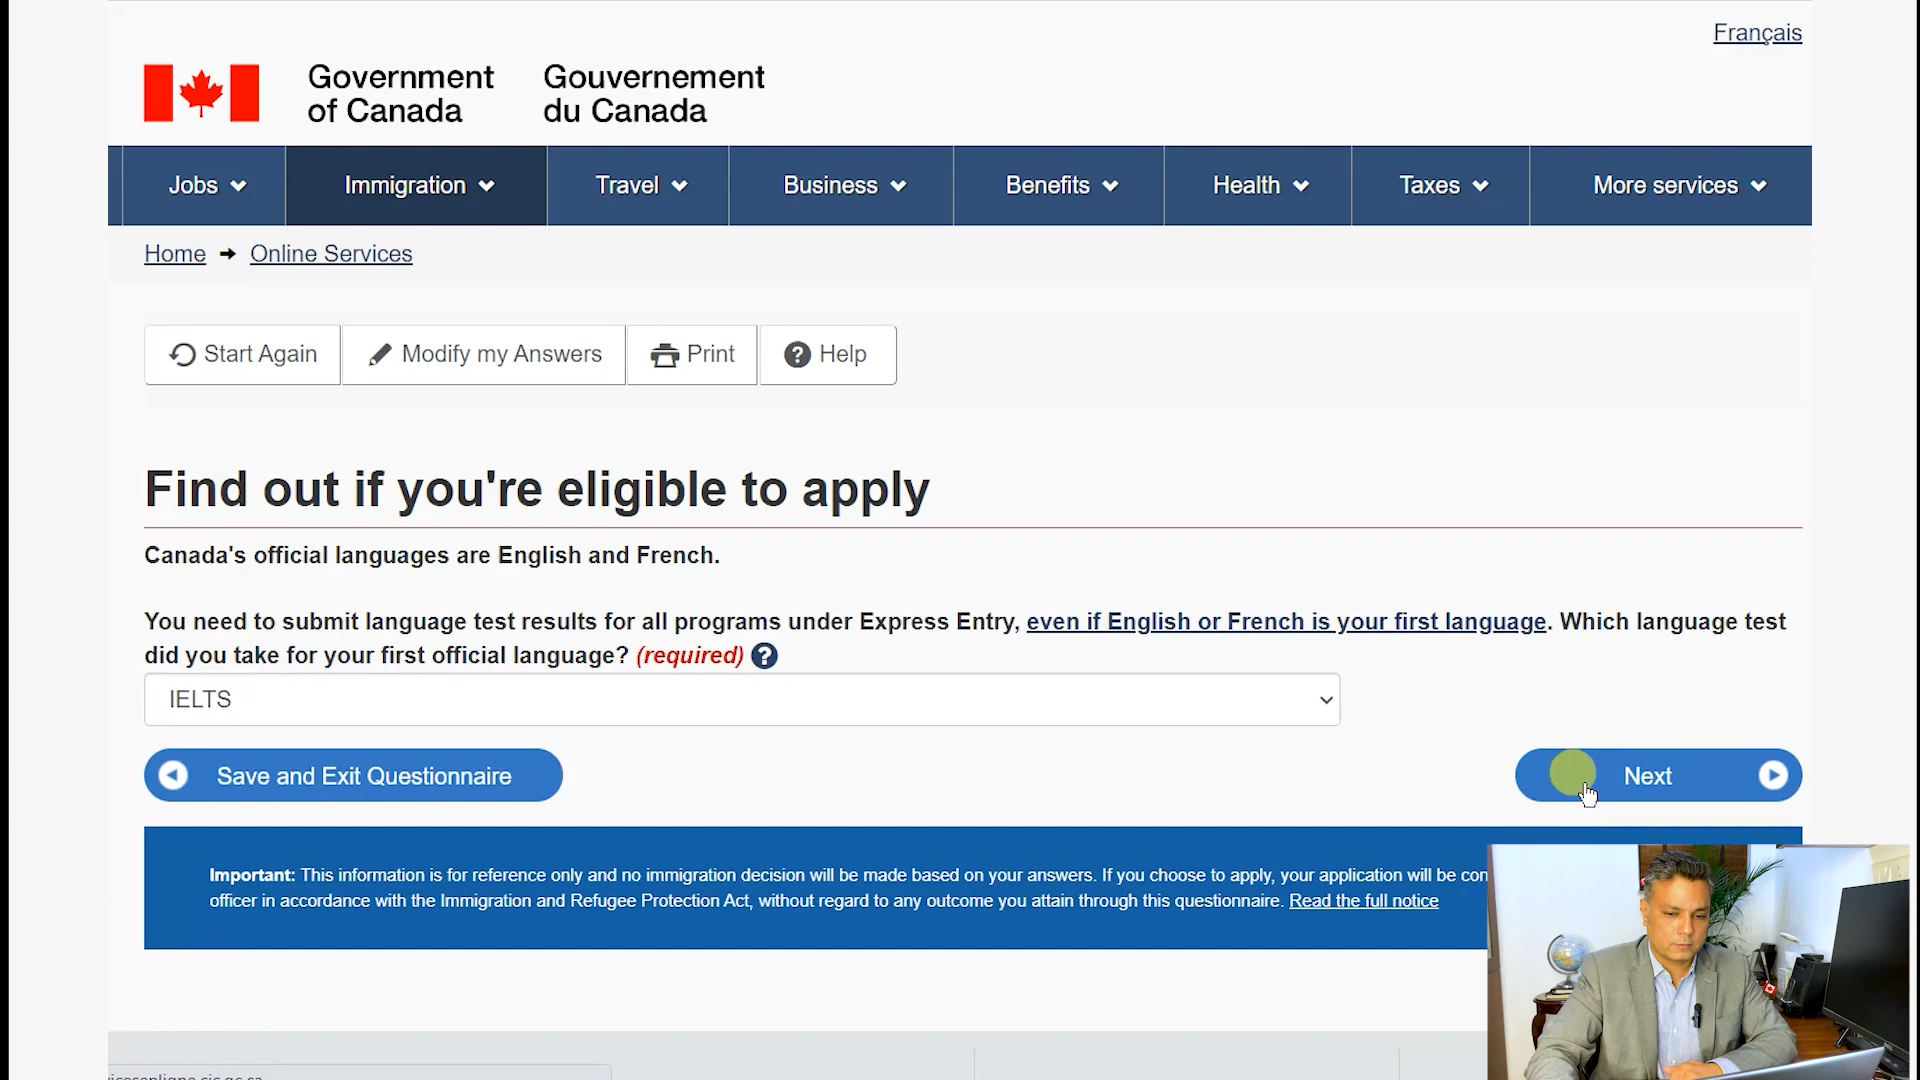 Français
Government
of Canada
Gouvernement
du Canada
Jobs
Immigration
Travel
Business
Benefits
Health
Taxes
More services
Home
Online Services
Start Again
Modify my Answers
Print
Help
Find out if you're eligible to apply
Canada's official languages are English and French.
You need to submit language test results for all programs under Express Entry, even if English or French is your first language. Which language test
did you take for your first official language? (required)
IELTS
Save and Exit Questionnaire
Next
Important: This information is for reference only and no immigration decision will be made based on your answers. If you choose to apply, your application will be con
officer in accordance with the Immigration and Refugee Protection Act, without regard to any outcome you attain through this questionnaire. Read the full notice